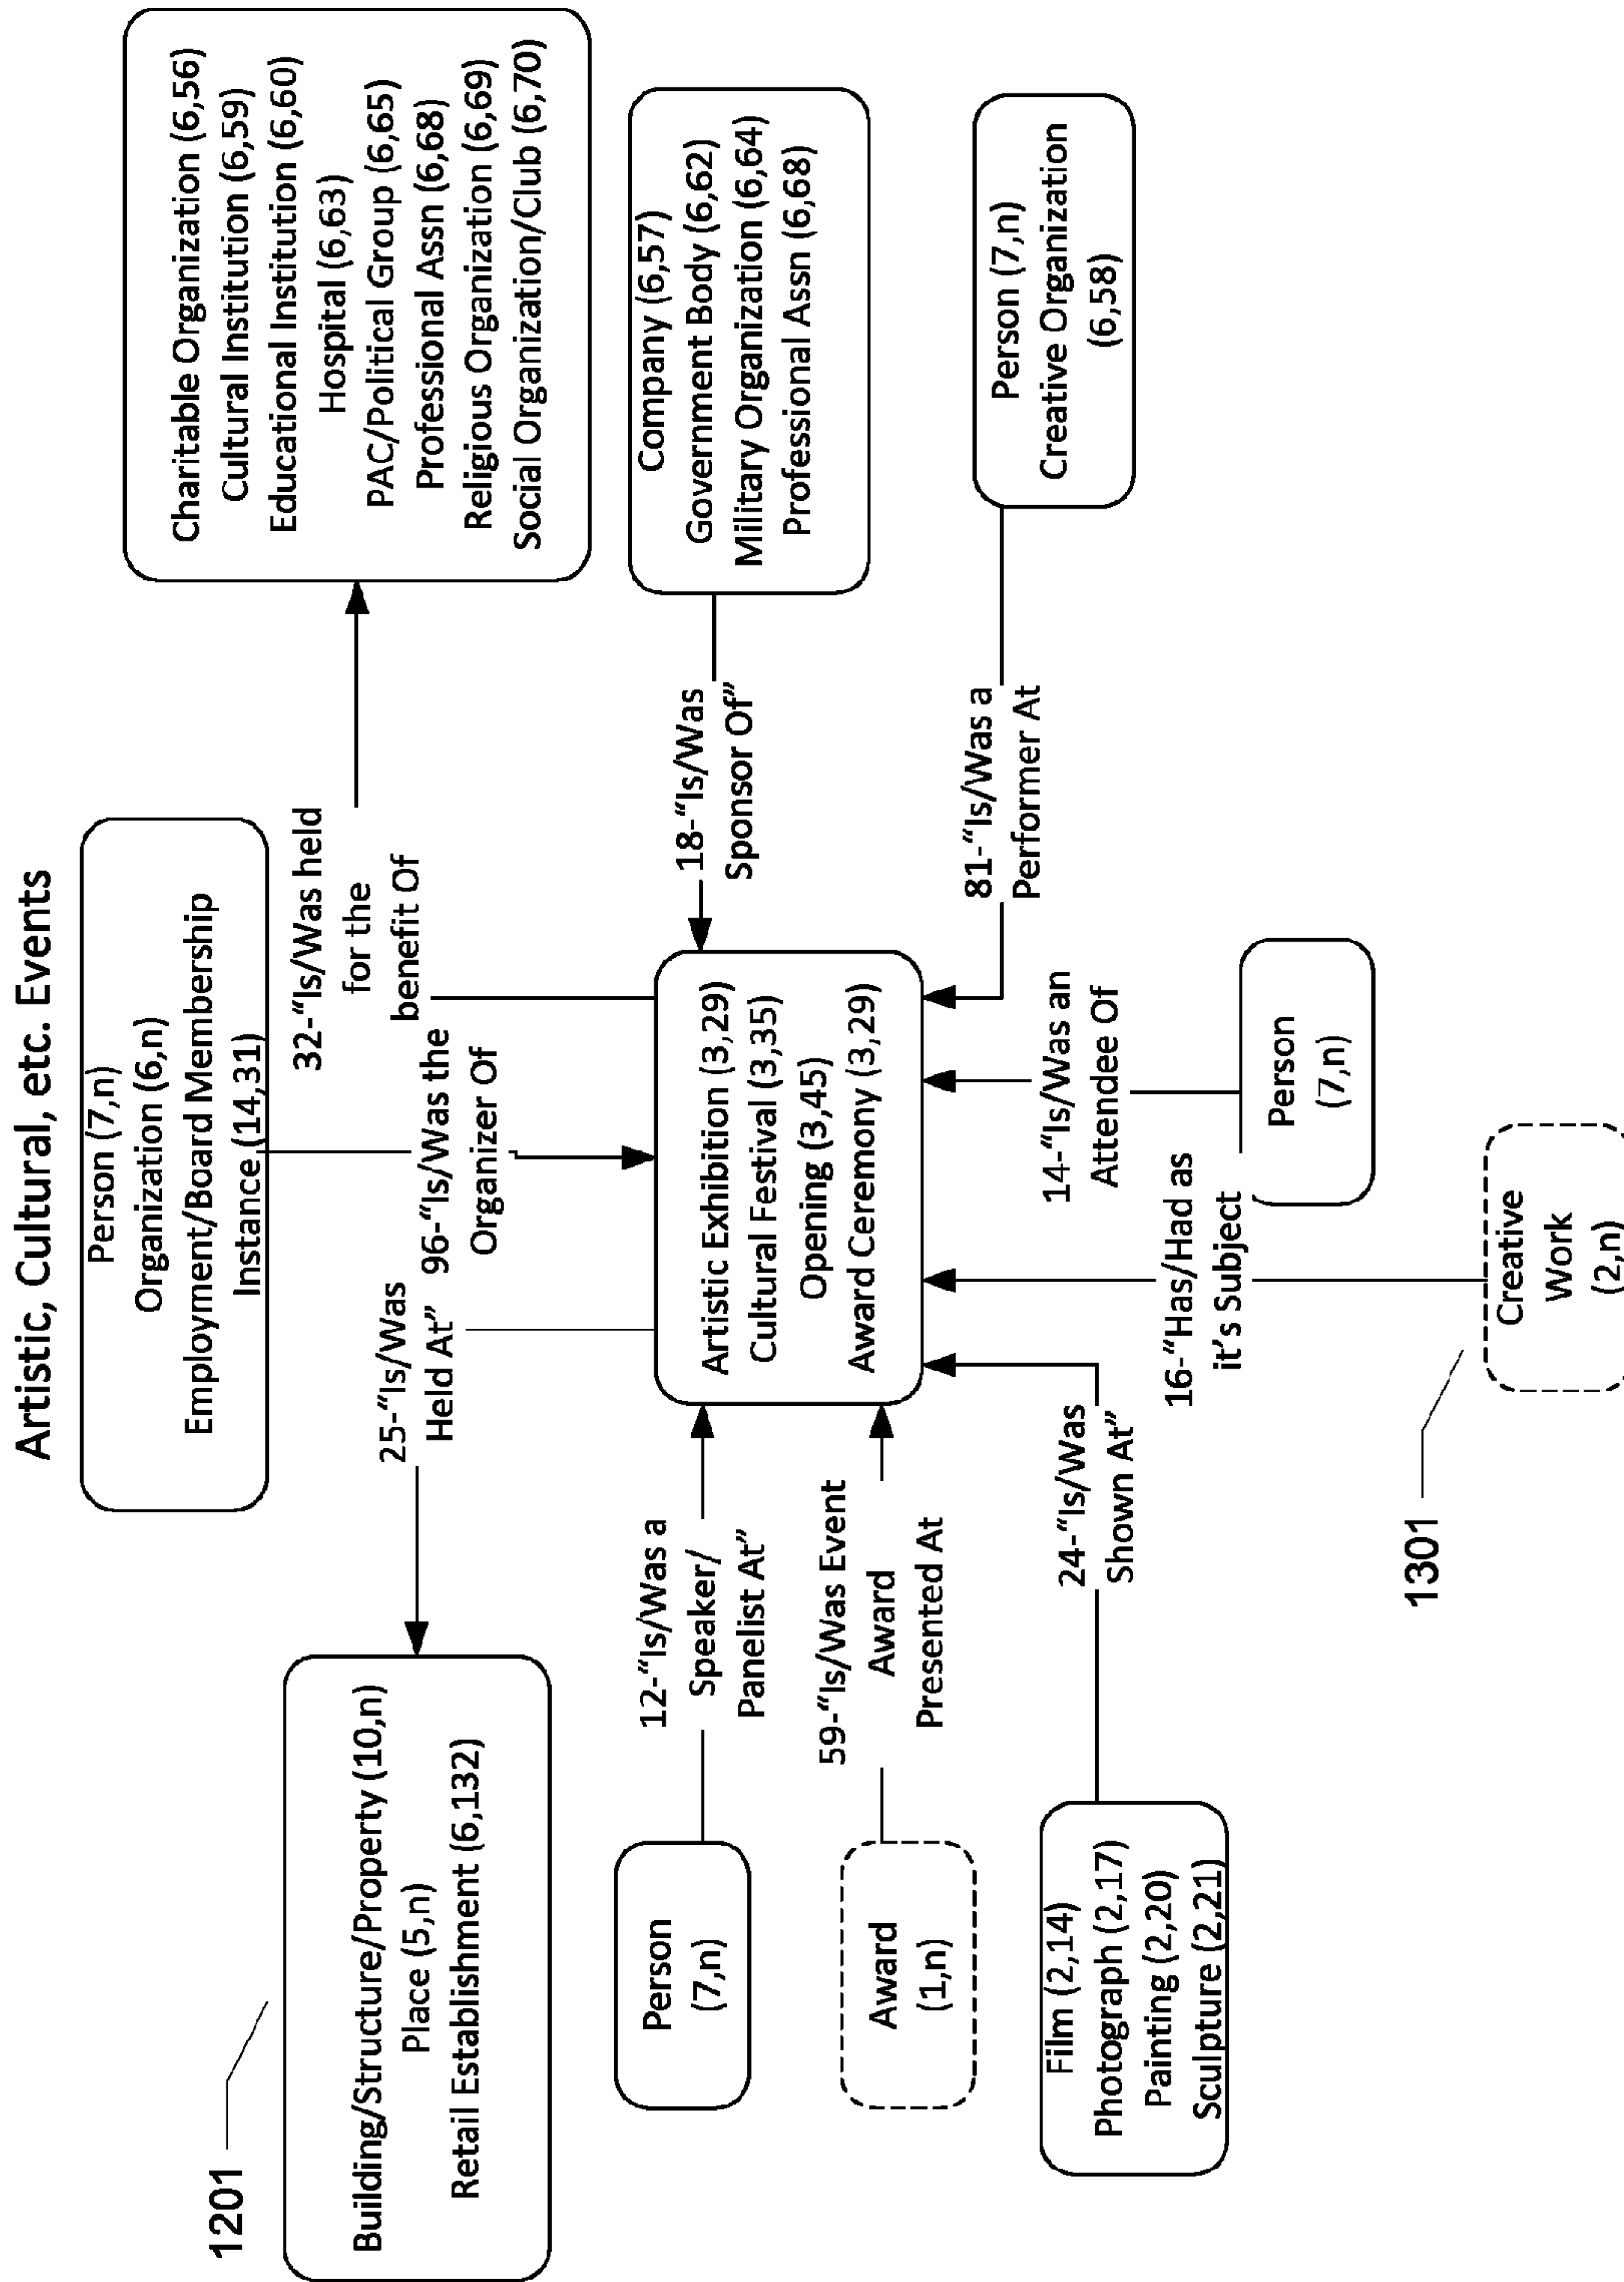 Artistic, Cultural, etc. Events
1201
Building/Structure/Property (10,n)
Place (5,n)
Retail Establishment (6,132)
25-“Is/Was
Held At”
Person (7,n)
Organization (6,n)
Employment/Board Membership
Instance (14,31)
96-“Is/Was the
Organizer Of
32-“Is/Was held
for the
benefit Of
Charitable Organization (6,56)
Cultural Institution (6,59)
Educational Institution (6,60)
Hospital (6,63)
PAC/Political Group (6,65)
Professional Assn (6,68)
Religious Organization (6,69)
Social Organization/Club (6,70)
Person
(7,n)
12-“Is/Was a
Speaker/
Panelist At”
Artistic Exhibition (3,29)
Cultural Festival (3,35)
Opening (3,45)
Award Ceremony (3,29)
18-“Is/Was
Sponsor Of”
Company (6,57)
Government Body (6,62)
Military Organization (6,64)
Professional Assn (6,68)
Award
(1,n)
59-“Is/Was Event
Award
Presented At
81-“Is/Was a
Performer At
Person (7,n)
Creative Organization
(6,58)
Film (2,14)
Photograph (2,17)
Painting (2,20)
Sculpture (2,21)
24-“Is/Was
Shown At”
14-“Is/Was an
Attendee Of
16-“Has/Had as
it’s Subject
Person
(7,n)
1301
Creative
Work
(2,n)